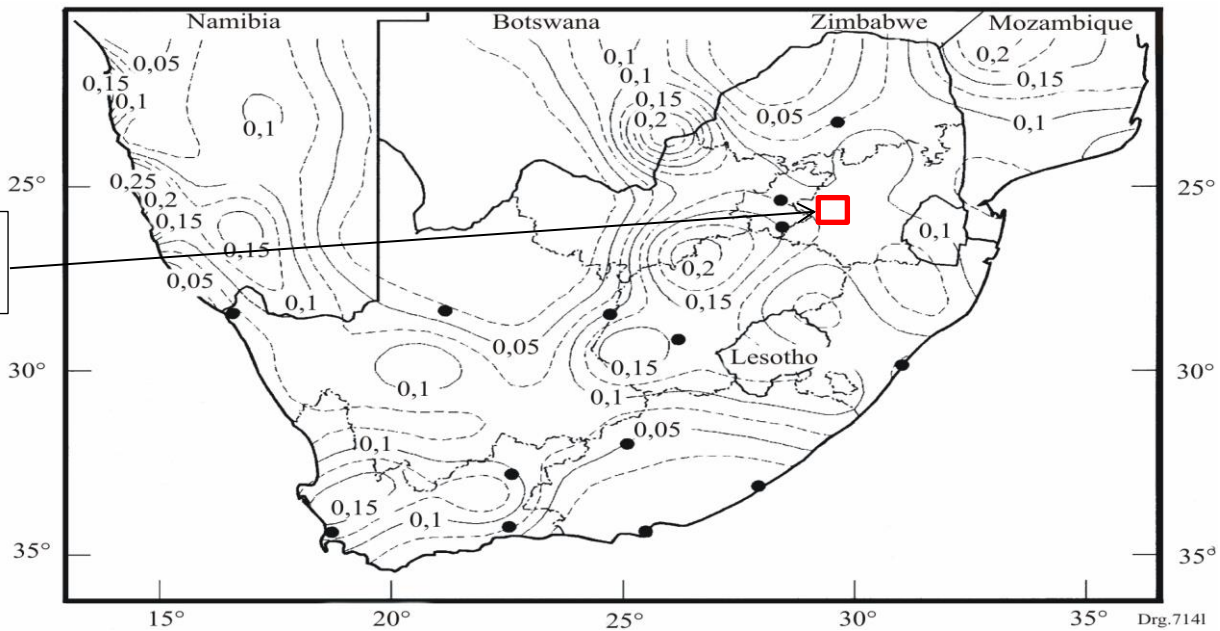 Namibia Botswana Zimbabwe Mozambique
0,05 0,1 0,2
0,15 0,1 0,15
0,1 0,15 0,05
0,1 0,2 0,1
25° 0,25 25°
0,2
0,15 0,1
0,15 0,2
0,05 0,1 0,15
0,05 Lesotho
30° 0,15 30°
0,1 0,1
0,1 0,05
0,15 0,1
35° 35°
15° 20° 25° 30° 35° Drg.714l